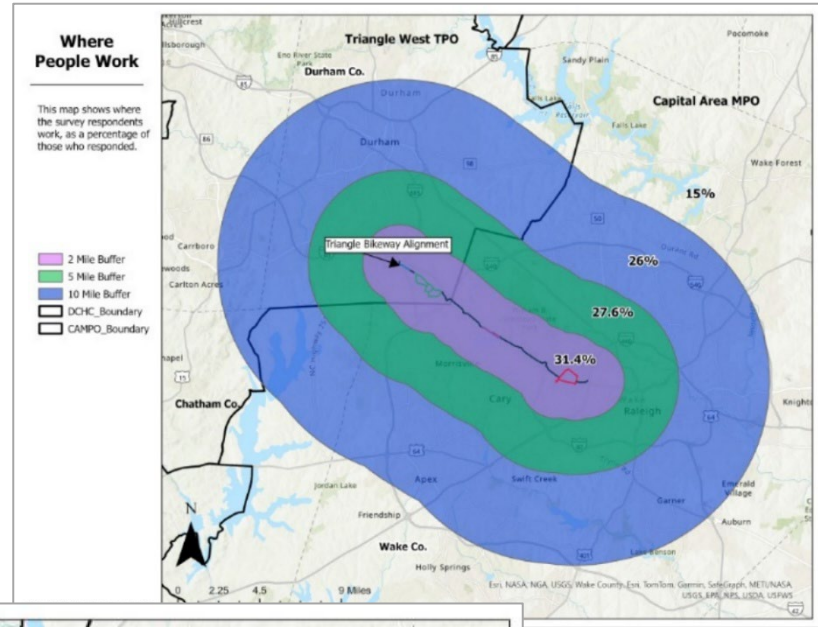 Where
People Work
This map shows where
the survey respondents
work, as a percentage of
those who responded.
2 Mile Buffer
5 Mile Buffer
10 Mile Buffer
DCHC_Boundary
CAMPO_Boundary
Triangle West TPO
Durham Co.
Eno River State
Park
Sandy Plain
Pocomoke
Capital Area MPO
Falls Lake
Wake Forest
Durham
Durham
15%
26%
27.6%
31.4%
Triangle Bikeway Alignment
Carrboro
Carlton Acres
Chatham Co.
Cary
Raleigh
Apex
Swift Creek
Garner
Emerald
Village
Auburn
Jordan Lake
Friendship
Wake Co.
Holly Springs
Lake Benson
N
0 2.25 4.5 9 Miles
Esri, NASA, NGA, USGS, Wake County, Esri, TomTom, Garmin, SafeGraph, METI/NASA,
USGS, EPA, NPS, USDA, USFWS